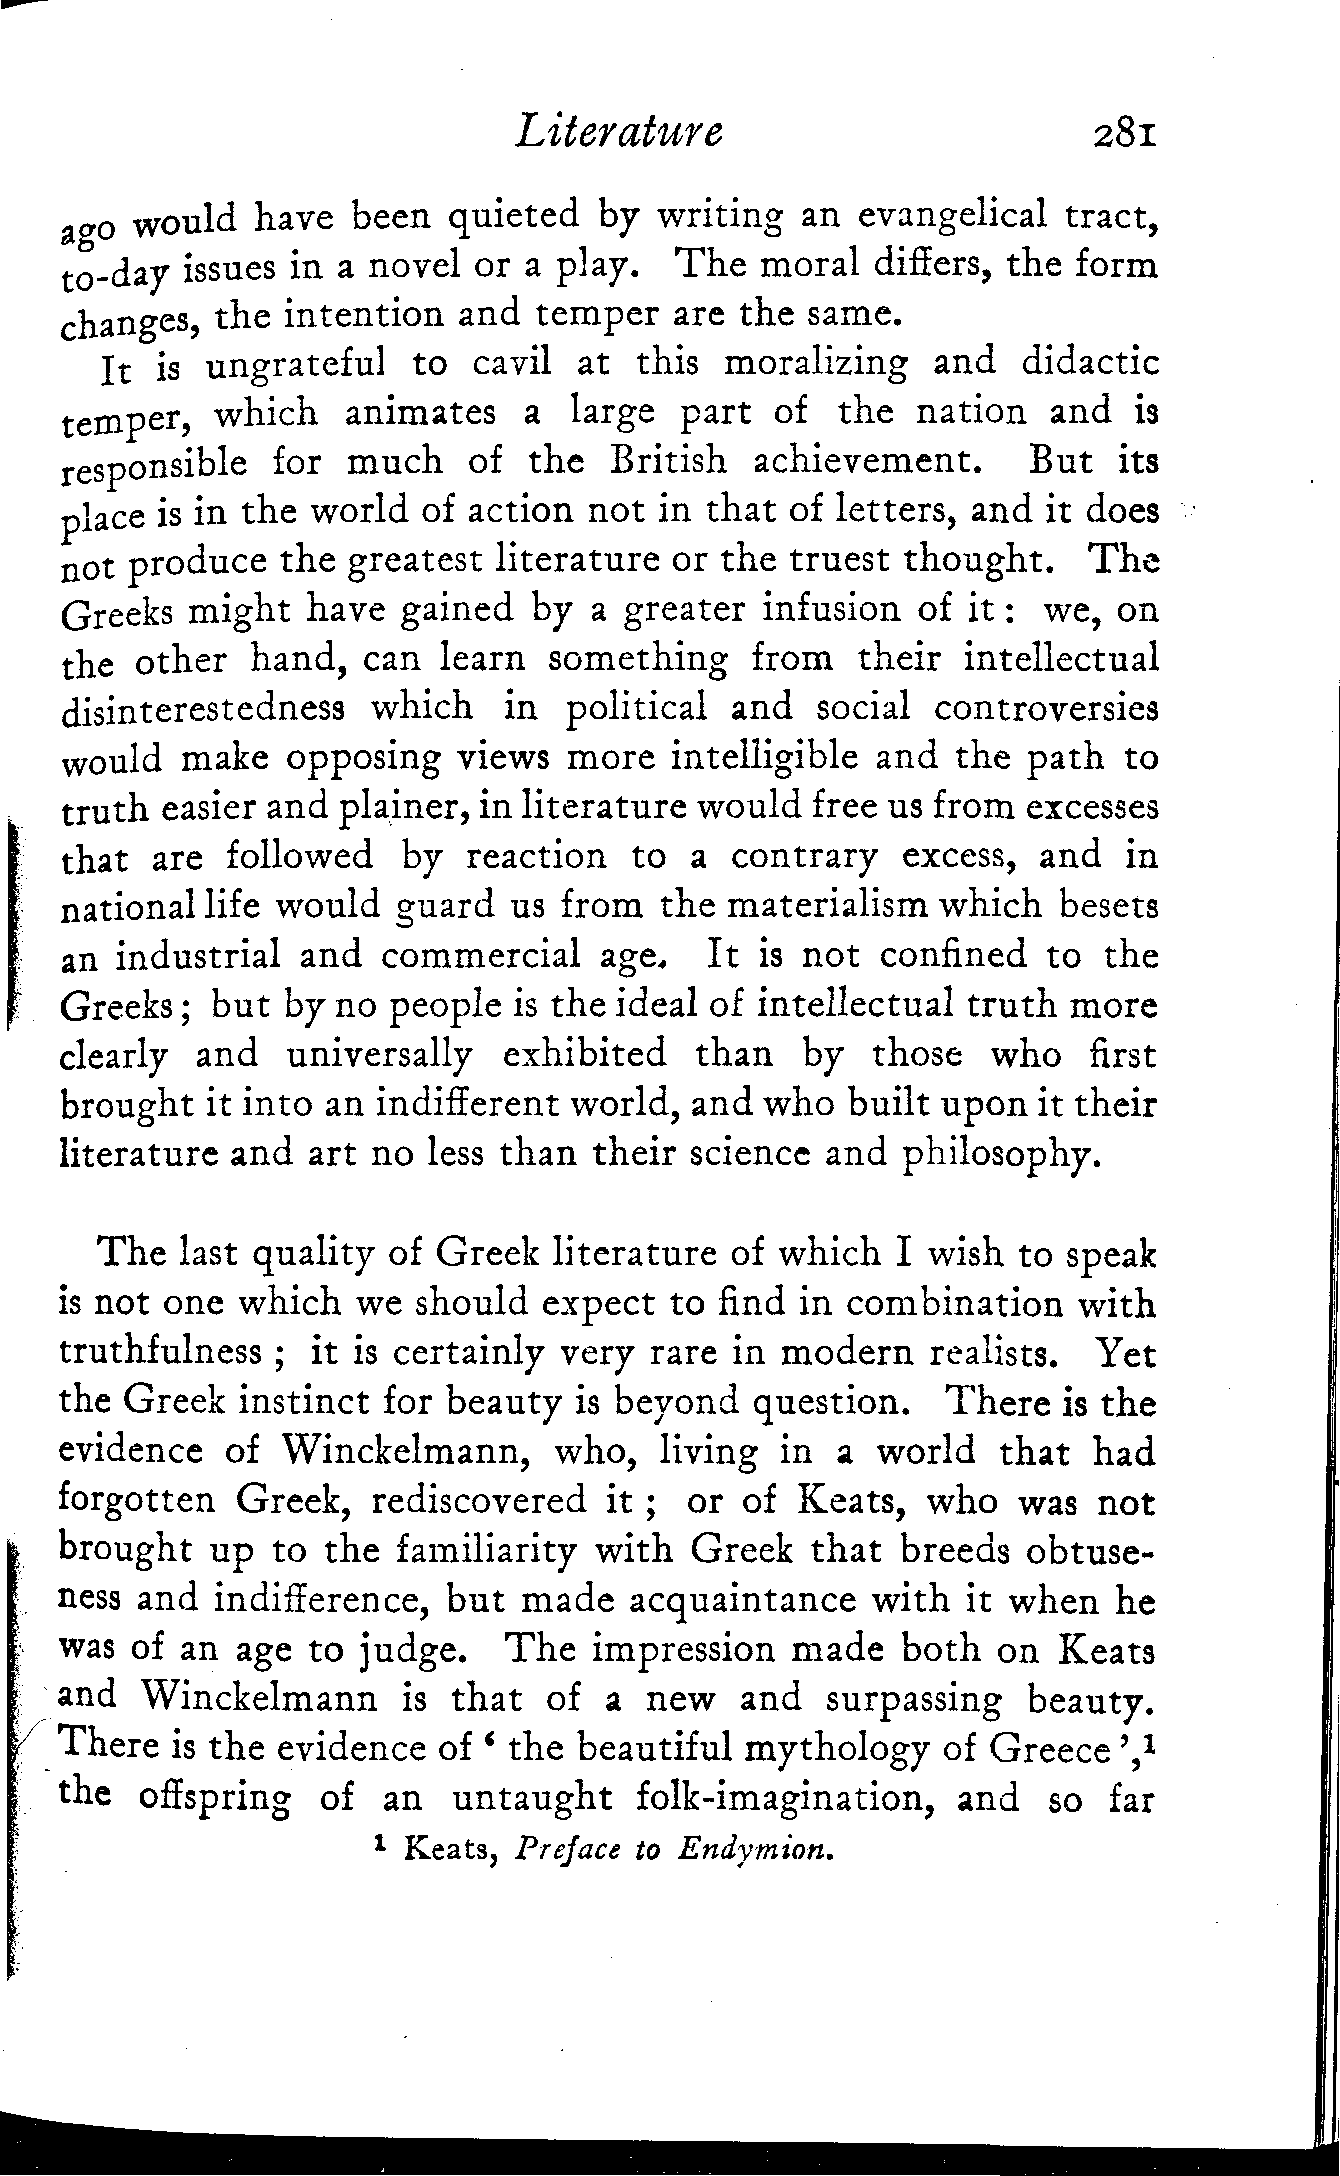 Literature 281
ago would have been quieted by writing an evangelical tract,
to-day issues in a novel or a play. The moral differs, the form
changes, the intention and temper are the same.
It is ungrateful to cavil at this moralizing and didactic
temper, which animates a large part of the nation and is
responsible for much of the British achievement. But its
place is in the world of action not in that of letters, and it does
not produce the greatest literature or the truest thought. The
Greeks might have gained by a greater infusion of it : we, on
the other hand, can learn something from their intellectual
disinterestedness which in political and social controversies
would make opposing views more intelligible and the path to
truth easier and plainer, in literature would free us from excesses
that are followed by reaction to a contrary excess, and in
national life would guard us from the materialism which besets
an industrial and commercial age. It is not confined to the
Greeks ; but by no people is the ideal of intellectual truth more
clearly and universally exhibited than by those who first
brought it into an indifferent world, and who built upon it their
literature and art no less than their science and philosophy.
The last quality of Greek literature of which I wish to speak
is not one which we should expect to find in combination with
truthfulness ; it is certainly very rare in modern realists. Yet
the Greek instinct for beauty is beyond question. There is the
evidence of Winckelmann, who, living in a world that had
forgotten Greek, rediscovered it ; or of Keats, who was not
brought up to the familiarity with Greek that breeds obtuse-
ness and indifference, but made acquaintance with it when he
was of an age to judge. The impression made both on Keats
and Winckelmann is that of a new and surpassing beauty.
There is the evidence of ‘ the beautiful mythology of Greece ’,¹
the offspring of an untaught folk-imagination, and so far
¹ Keats, Preface to Endymion.